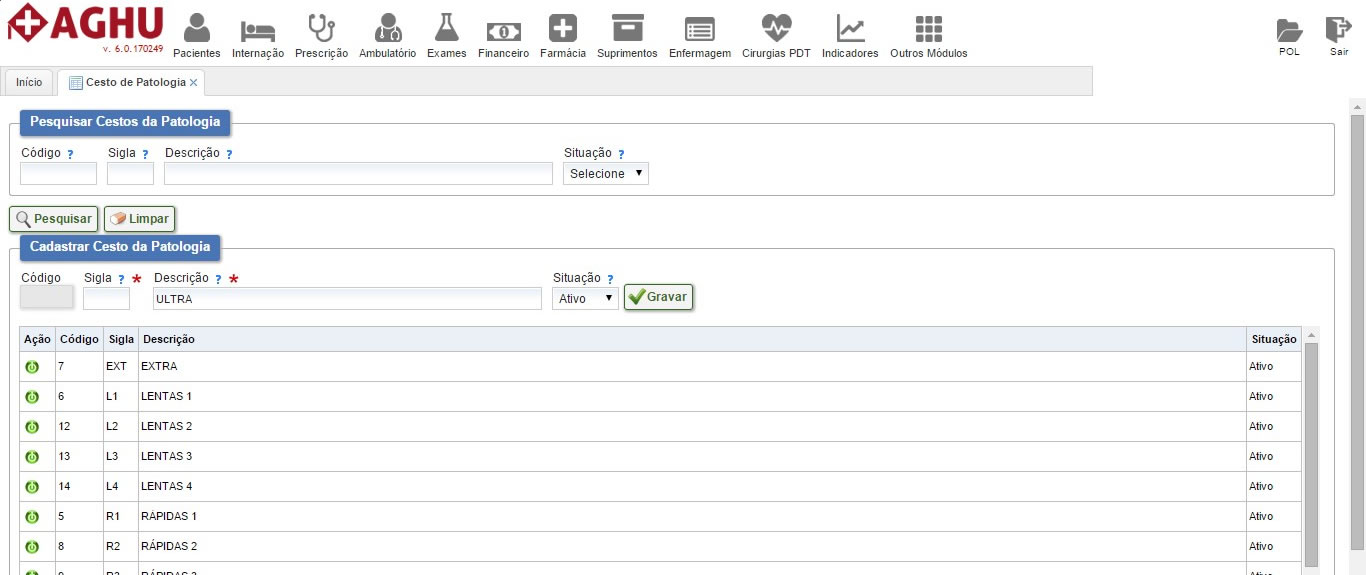 AGHU
v. 6.0.170249
Pacientes Internação Prescrição Ambulatório Exames Financeiro Farmácia Suprimentos Enfermagem Cirurgias PDT Indicadores Outros Módulos POL Sair
Início Cesto de Patologia ×
Pesquisar Cestos da Patologia
Código ? Sigla ? Descrição ? Situação ?
Selecione
Pesquisar Limpar
Cadastrar Cesto da Patologia
Código Sigla ? * Descrição ? * Situação ?
ULTRA Ativo Gravar
Ação Código Sigla Descrição Situação
7 EXT EXTRA Ativo
6 L1 LENTAS 1 Ativo
12 L2 LENTAS 2 Ativo
13 L3 LENTAS 3 Ativo
14 L4 LENTAS 4 Ativo
5 R1 RÁPIDAS 1 Ativo
8 R2 RÁPIDAS 2 Ativo